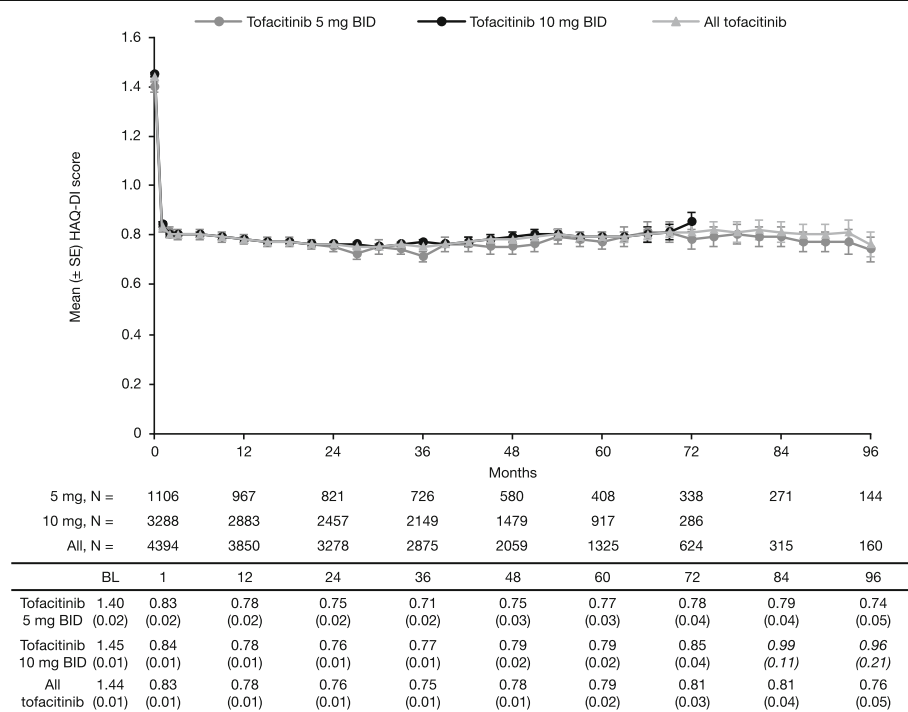 Tofacitinib 5 mg BID Tofacitinib 10 mg BID All tofacitinib
1.6
1.4
1.2
1.0
0.8
0.6
0.4
0.2
0
Mean (± SE) HAQ-DI score
0 12 24 36 48 60 72 84 96
Months
5 mg, N = 1106 967 821 726 580 408 338 271 144
10 mg, N = 3288 2883 2457 2149 1479 917 286
All, N = 4394 3850 3278 2875 2059 1325 624 315 160
BL 1 12 24 36 48 60 72 84 96
Tofacitinib 1.40 0.83 0.78 0.75 0.71 0.75 0.77 0.78 0.79 0.74
5 mg BID (0.02) (0.02) (0.02) (0.02) (0.02) (0.03) (0.03) (0.04) (0.04) (0.05)
Tofacitinib 1.45 0.84 0.78 0.76 0.77 0.79 0.79 0.85 0.99 0.96
10 mg BID (0.01) (0.01) (0.01) (0.01) (0.01) (0.02) (0.02) (0.04) (0.11) (0.21)
All 1.44 0.83 0.78 0.76 0.75 0.78 0.79 0.81 0.81 0.76
tofacitinib (0.01) (0.01) (0.01) (0.01) (0.01) (0.01) (0.02) (0.03) (0.04) (0.05)